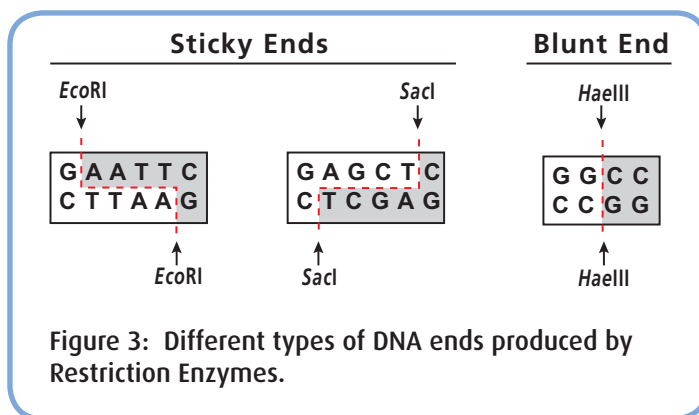 Sticky Ends Blunt End
EcoRI SacI HaeIII
G A A T T C G A G C T C G G C C
C T T A A G C T C G A G C C G G
EcoRI SacI HaeIII
Figure 3: Different types of DNA ends produced by
Restriction Enzymes.